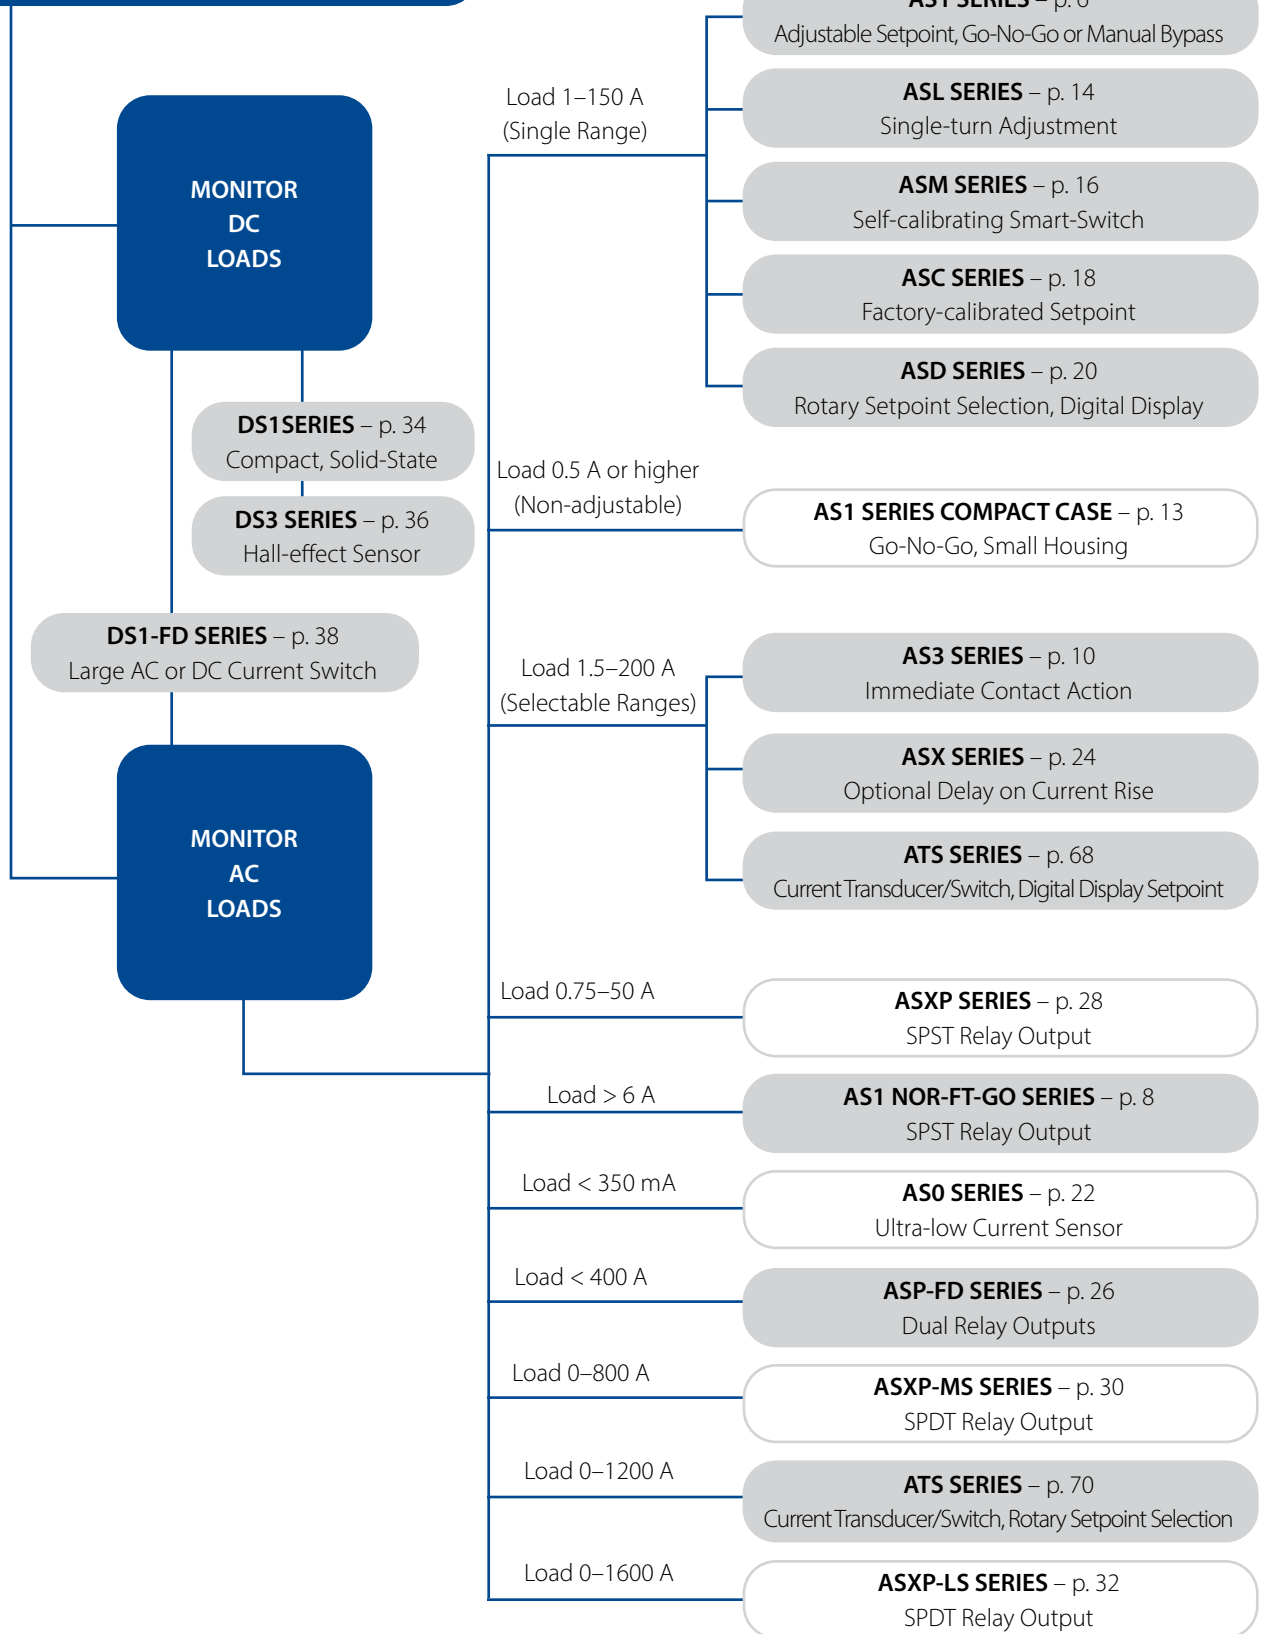 AS1 SERIES – p. 6
Adjustable Setpoint, Go-No-Go or Manual Bypass
Load 1–150 A
(Single Range)
ASL SERIES – p. 14
Single-turn Adjustment
MONITOR
DC
LOADS
ASM SERIES – p. 16
Self-calibrating Smart-Switch
ASC SERIES – p. 18
Factory-calibrated Setpoint
ASD SERIES – p. 20
Rotary Setpoint Selection, Digital Display
DS1SERIES – p. 34
Compact, Solid-State
DS3 SERIES – p. 36
Hall-effect Sensor
Load 0.5 A or higher
(Non-adjustable)
AS1 SERIES COMPACT CASE – p. 13
Go-No-Go, Small Housing
DS1-FD SERIES – p. 38
Large AC or DC Current Switch
Load 1.5–200 A
(Selectable Ranges)
AS3 SERIES – p. 10
Immediate Contact Action
ASX SERIES – p. 24
Optional Delay on Current Rise
ATS SERIES – p. 68
Current Transducer/Switch, Digital Display Setpoint
MONITOR
AC
LOADS
Load 0.75–50 A
ASXP SERIES – p. 28
SPST Relay Output
Load > 6 A
AS1 NOR-FT-GO SERIES – p. 8
SPST Relay Output
Load < 350 mA
AS0 SERIES – p. 22
Ultra-low Current Sensor
Load < 400 A
ASP-FD SERIES – p. 26
Dual Relay Outputs
Load 0–800 A
ASXP-MS SERIES – p. 30
SPDT Relay Output
Load 0–1200 A
ATS SERIES – p. 70
Current Transducer/Switch, Rotary Setpoint Selection
Load 0–1600 A
ASXP-LS SERIES – p. 32
SPDT Relay Output